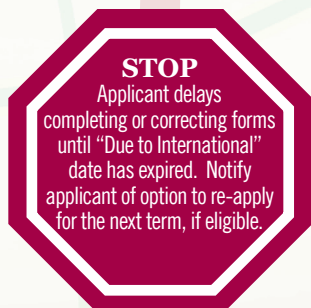 STOP
Applicant delays
completing or correcting forms
until “Due to International”
date has expired. Notify
applicant of option to re-apply
for the next term, if eligible.